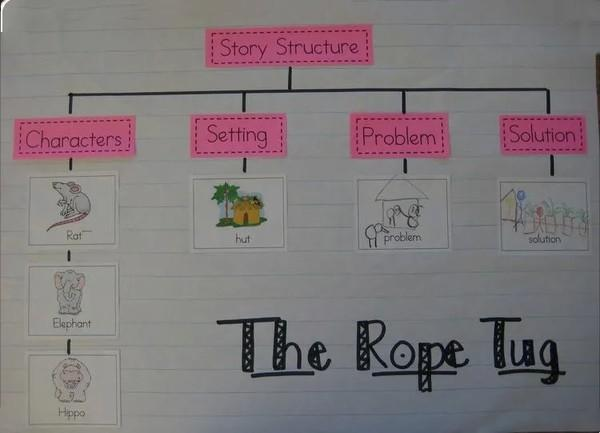 Story Structure
Characters
Setting
Problem
Solution
Rat
hut
problem
solution
Elephant
Hippo
The Rope Tug